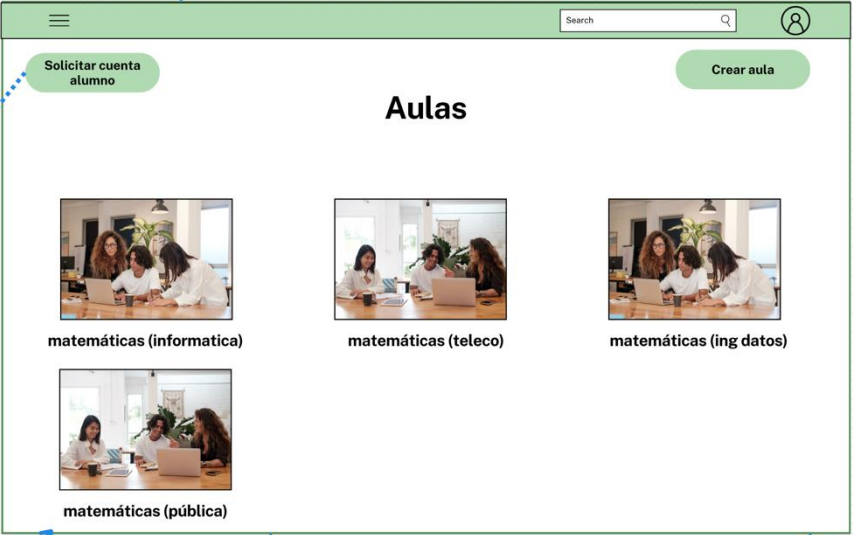 Search
Solicitar cuenta
alumno
Crear aula
Aulas
matemáticas (informatica)
matemáticas (teleco)
matemáticas (ing datos)
matemáticas (pública)